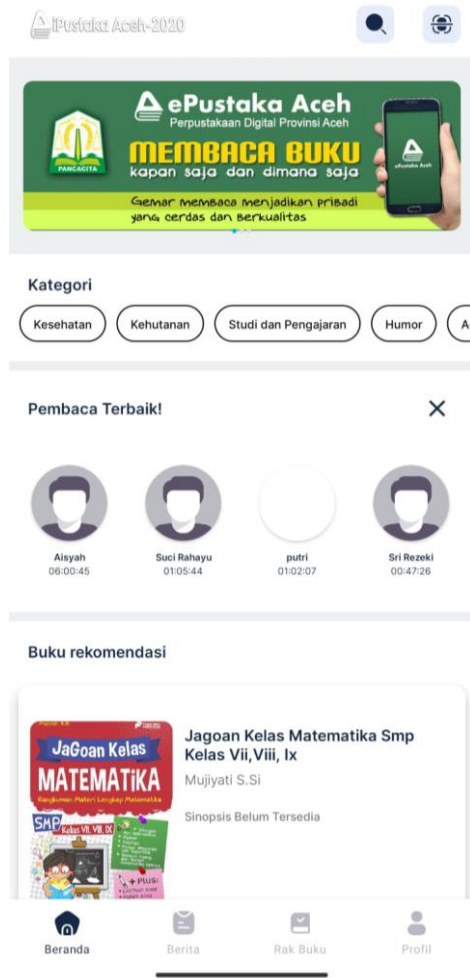 iPustaka Aceh-2020
ePustaka Aceh
Perpustakaan Digital Provinsi Aceh
MEMBACA BUKU
kapan saja dan dimana saja
Gemar membaca menjadikan pribadi
yang cerdas dan berkualitas
PANCACITA
ePustaka Aceh
Kategori
Kesehatan
Kehutanan
Studi dan Pengajaran
Humor
A
Pembaca Terbaik!
Aisyah
06:00:45
Suci Rahayu
01:05:44
putri
01:02:07
Sri Rezeki
00:47:26
Buku rekomendasi
JaGoan Kelas
MATEMATiKA
Rangkuman Materi Lengkap Matematika
SMP Kelas VII, VIII, IX
+ PLUS:
Jagoan Kelas Matematika Smp
Kelas Vii,Viii, Ix
Mujiyati S.Si
Sinopsis Belum Tersedia
Beranda
Berita
Rak Buku
Profil